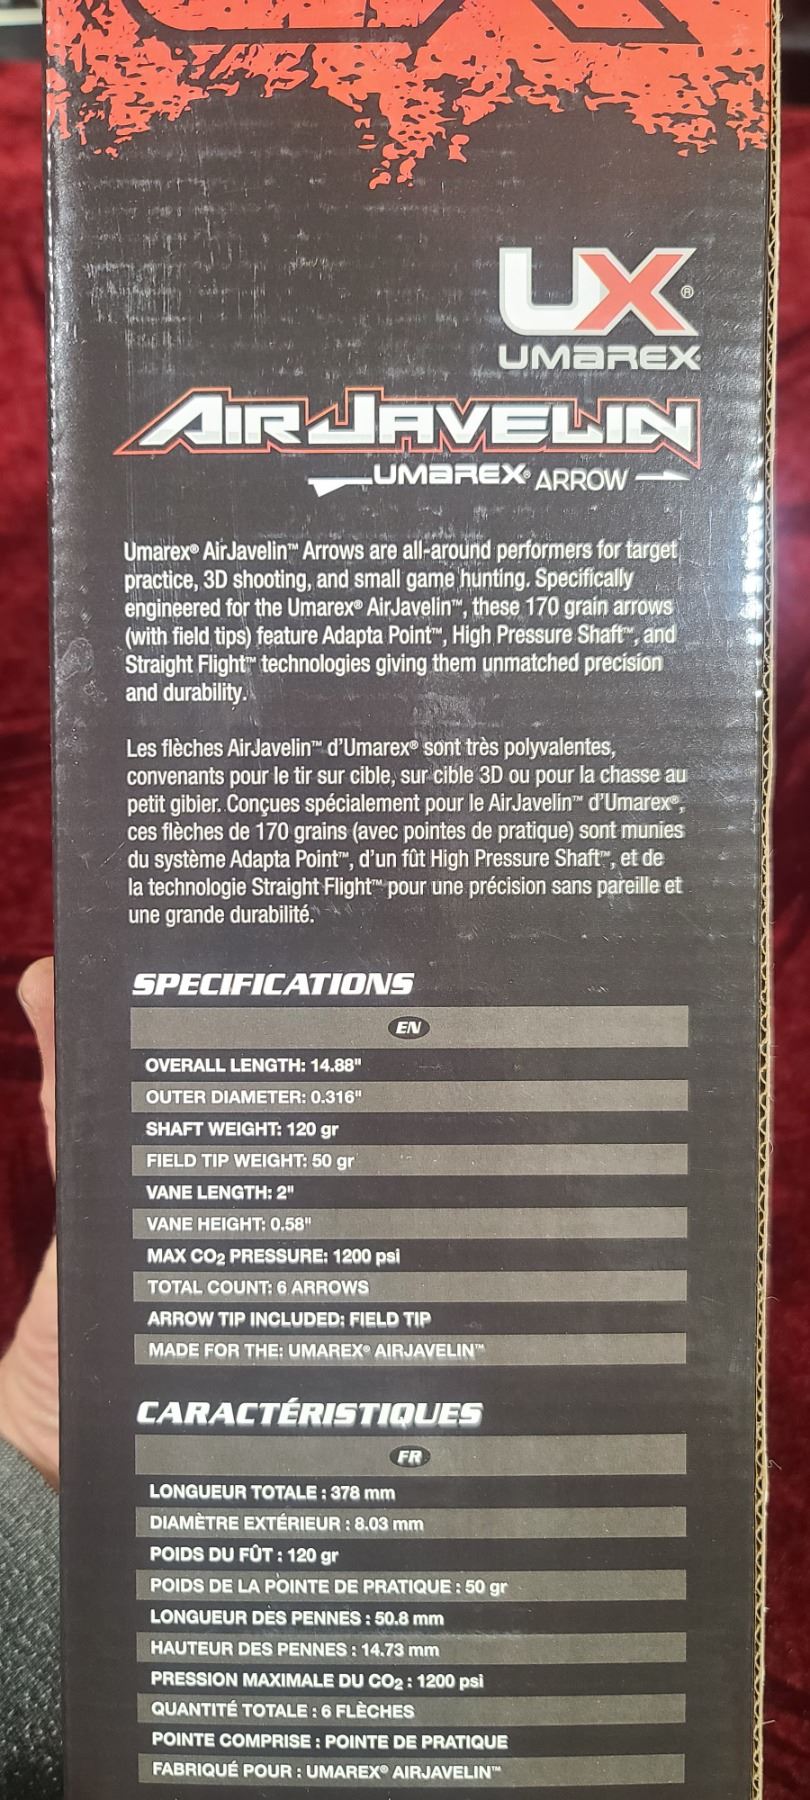 UX®
UMAREX
AIRJAVELIN
UMAREX® ARROW
Umarex® AirJavelin™ Arrows are all-around performers for target
practice, 3D shooting, and small game hunting. Specifically
engineered for the Umarex® AirJavelin™, these 170 grain arrows
(with field tips) feature Adapta Point™, High Pressure Shaft™, and
Straight Flight™ technologies giving them unmatched precision
and durability.
Les flèches AirJavelin™ d'Umarex® sont très polyvalentes,
convenants pour le tir sur cible, sur cible 3D ou pour la chasse au
petit gibier. Conçues spécialement pour le AirJavelin™ d'Umarex®,
ces flèches de 170 grains (avec pointes de pratique) sont munies
du système Adapta Point™, d'un fût High Pressure Shaft™, et de
la technologie Straight Flight™ pour une précision sans pareille et
une grande durabilité.
SPECIFICATIONS
EN
OVERALL LENGTH: 14.88"
OUTER DIAMETER: 0.316"
SHAFT WEIGHT: 120 gr
FIELD TIP WEIGHT: 50 gr
VANE LENGTH: 2"
VANE HEIGHT: 0.58"
MAX CO2 PRESSURE: 1200 psi
TOTAL COUNT: 6 ARROWS
ARROW TIP INCLUDED: FIELD TIP
MADE FOR THE: UMAREX® AIRJAVELIN™
CARACTÉRISTIQUES
FR
LONGUEUR TOTALE : 378 mm
DIAMÈTRE EXTÉRIEUR : 8.03 mm
POIDS DU FÛT : 120 gr
POIDS DE LA POINTE DE PRATIQUE : 50 gr
LONGUEUR DES PENNES : 50.8 mm
HAUTEUR DES PENNES : 14.73 mm
PRESSION MAXIMALE DU CO2 : 1200 psi
QUANTITÉ TOTALE : 6 FLÈCHES
POINTE COMPRISE : POINTE DE PRATIQUE
FABRIQUÉ POUR : UMAREX® AIRJAVELIN™